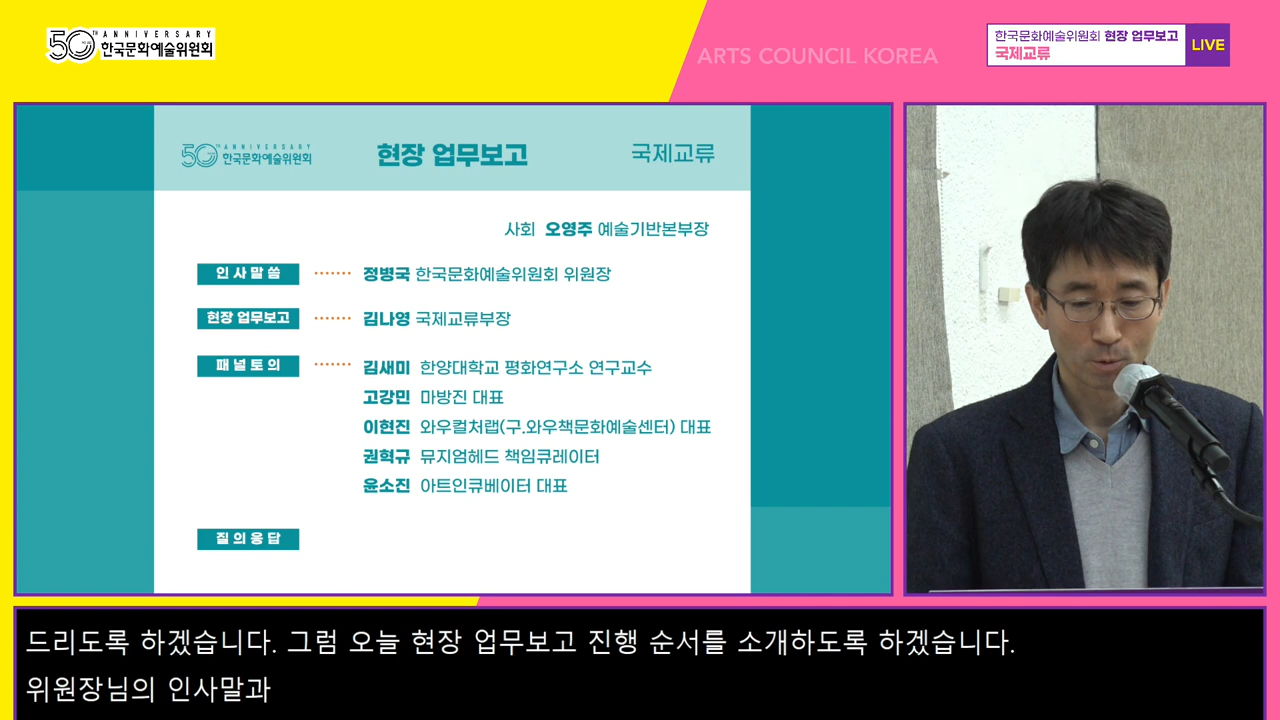 50TH ANNIVERSARY
한국문화예술위원회
ARTS COUNCIL KOREA
한국문화예술위원회 현장 업무보고
국제교류
LIVE
50TH ANNIVERSARY
한국문화예술위원회
현장 업무보고
국제교류
사회 오영주 예술기반본부장
인사말씀 ······· 정병국 한국문화예술위원회 위원장
현장 업무보고 ······· 김나영 국제교류부장
패널토의 ······· 김새미 한양대학교 평화연구소 연구교수
고강민 마방진 대표
이현진 와우컬처랩(구.와우책문화예술센터) 대표
권혁규 뮤지엄헤드 책임큐레이터
윤소진 아트인큐베이터 대표
질의응답
드리도록 하겠습니다. 그럼 오늘 현장 업무보고 진행 순서를 소개하도록 하겠습니다.
위원장님의 인사말과